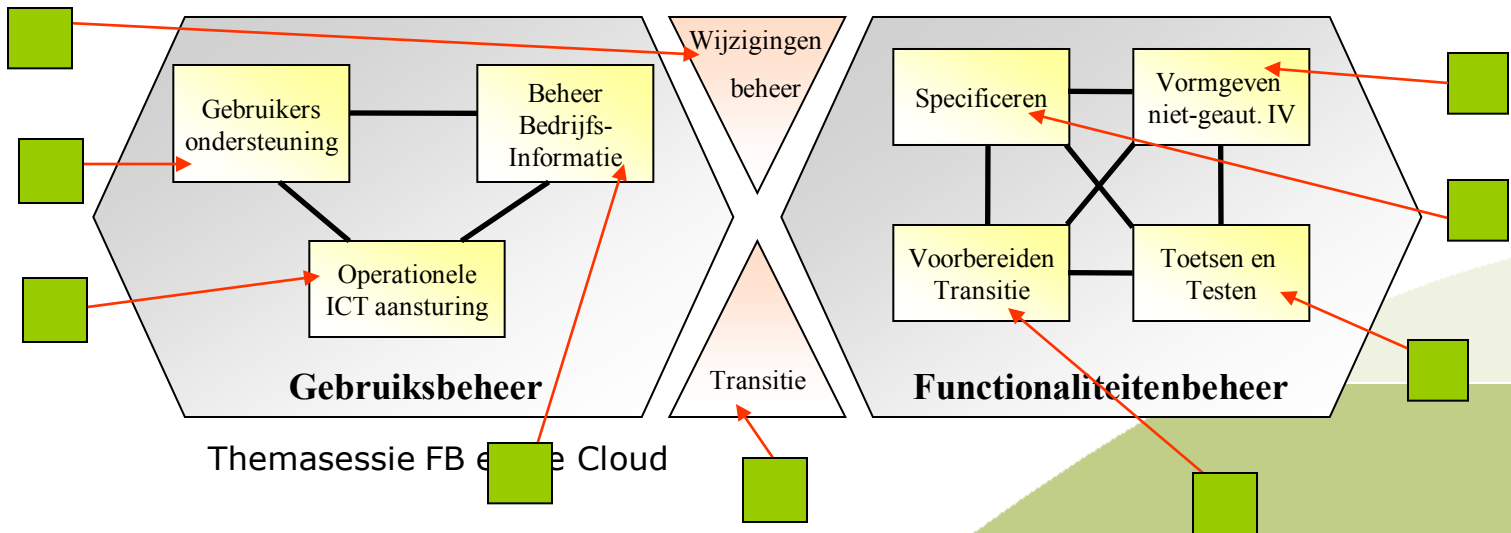 Gebruikers
ondersteuning
Beheer
Bedrijfs-
Informatie
Operationele
ICT aansturing
Gebruiksbeheer
Wijzigingen
beheer
Transitie
Specificeren
Vormgeven
niet-geaut. IV
Voorbereiden
Transitie
Toetsen en
Testen
Functionaliteitenbeheer
Themasessie FB Cloud